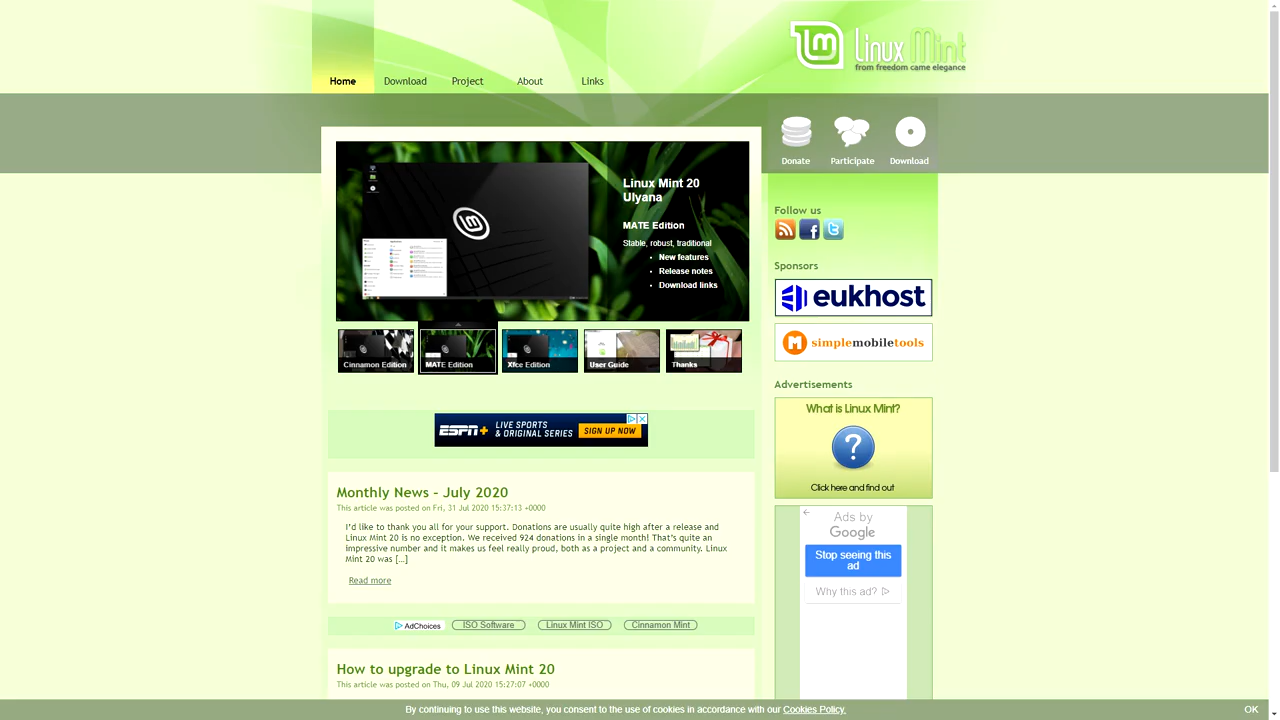 Linux Mint
from freedom came elegance
Home
Download
Project
About
Links
Donate
Participate
Download
Linux Mint 20
Ulyana
MATE Edition
Stable, robust, traditional
New features
Release notes
Download links
Cinnamon Edition
MATE Edition
Xfce Edition
User Guide
Thanks
Follow us
Sponsors
eukhost
simplemobiletools
Advertisements
What is Linux Mint?
?
Click here and find out
Ads by
Google
Stop seeing this
ad
Why this ad?
ESPN+
LIVE SPORTS
& ORIGINAL SERIES
SIGN UP NOW
Monthly News – July 2020
This article was posted on Fri, 31 Jul 2020 15:37:13 +0000
I’d like to thank you all for your support. Donations are usually quite high after a release and
Linux Mint 20 is no exception. We received 924 donations in a single month! That’s quite an
impressive number and it makes us feel really proud, both as a project and a community. Linux
Mint 20 was […]
Read more
AdChoices
ISO Software
Linux Mint ISO
Cinnamon Mint
How to upgrade to Linux Mint 20
This article was posted on Thu, 09 Jul 2020 15:27:07 +0000
By continuing to use this website, you consent to the use of cookies in accordance with our Cookies Policy.
OK